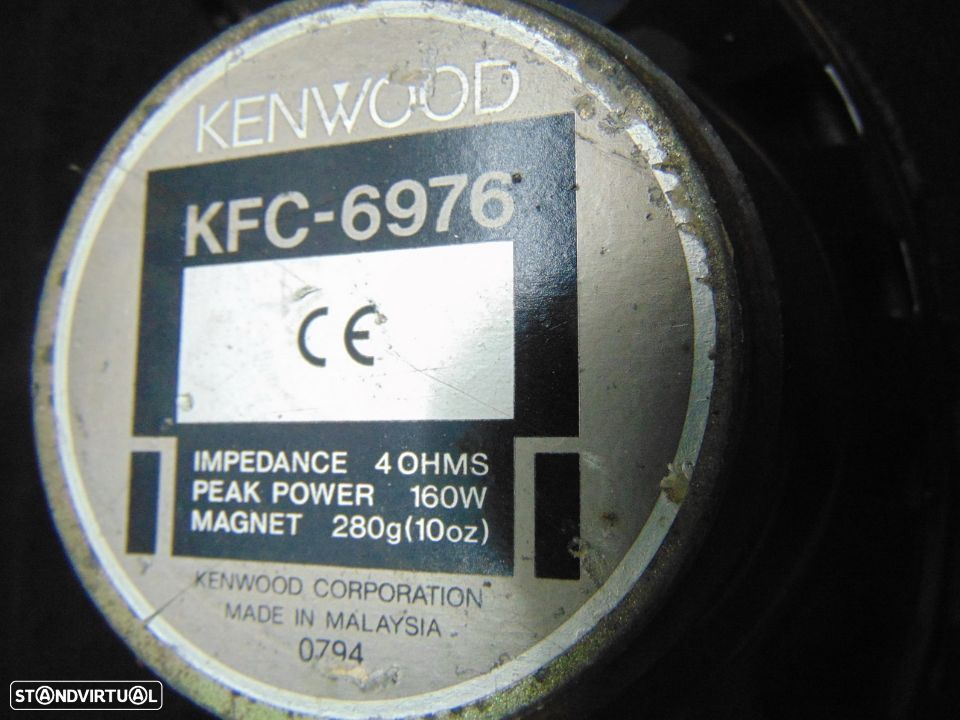 KENWOOD
KFC-6976
CE
IMPEDANCE 4 OHMS
PEAK POWER 160W
MAGNET 280g(10oz)
KENWOOD CORPORATION
MADE IN MALAYSIA
0794
STANDVIRTUAL